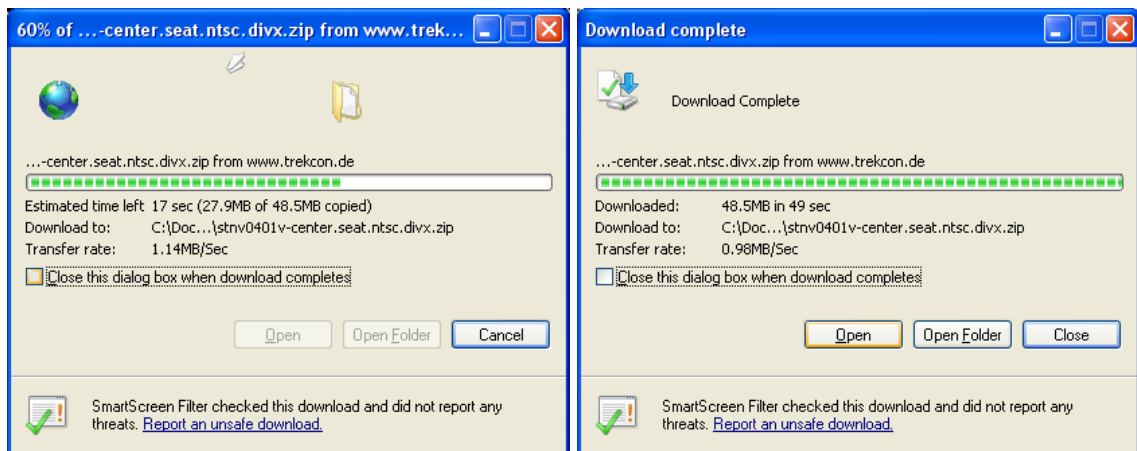 60% of ...-center.seat.ntsc.divx.zip from www.trek...
...-center.seat.ntsc.divx.zip from www.trekcon.de
Estimated time left 17 sec (27.9MB of 48.5MB copied)
Download to: C:\Doc...\stnv0401v-center.seat.ntsc.divx.zip
Transfer rate: 1.14MB/Sec
Close this dialog box when download completes
Open Open Folder Cancel
SmartScreen Filter checked this download and did not report any
threats. Report an unsafe download.
Download complete
Download Complete
...-center.seat.ntsc.divx.zip from www.trekcon.de
Downloaded: 48.5MB in 49 sec
Download to: C:\Doc...\stnv0401v-center.seat.ntsc.divx.zip
Transfer rate: 0.98MB/Sec
Close this dialog box when download completes
Open Open Folder Close
SmartScreen Filter checked this download and did not report any
threats. Report an unsafe download.